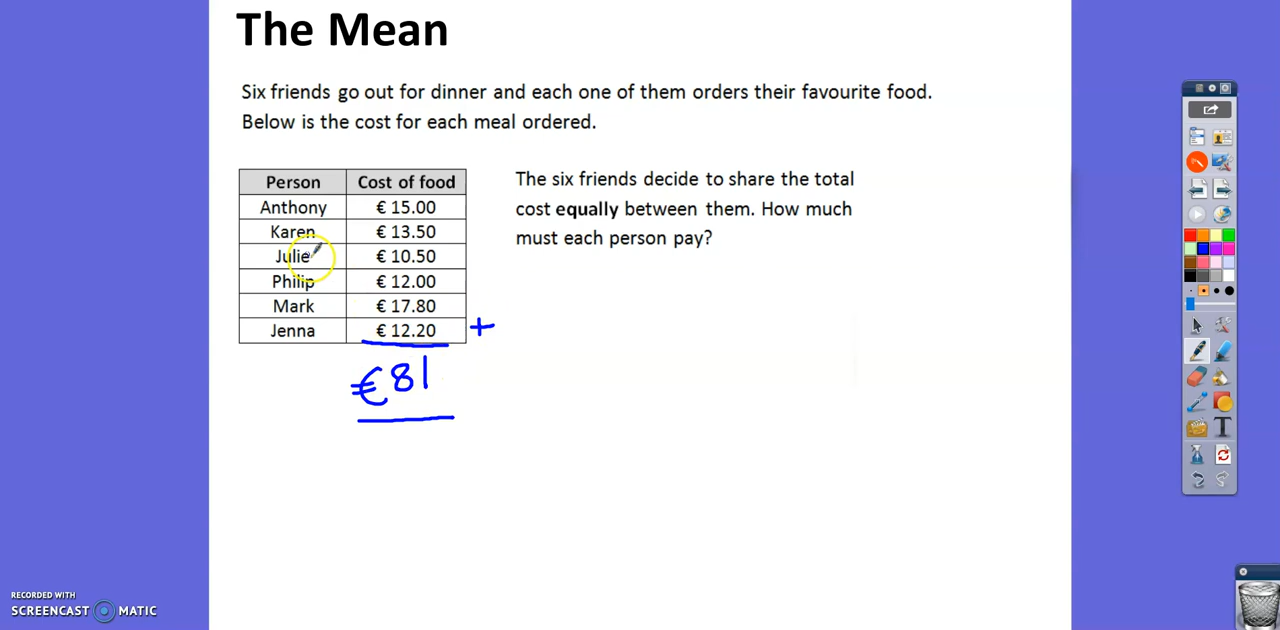 The Mean
Six friends go out for dinner and each one of them orders their favourite food.
Below is the cost for each meal ordered.
Person Cost of food
Anthony € 15.00
Karen € 13.50
Julie € 10.50
Philip € 12.00
Mark € 17.80
Jenna € 12.20 +
€81
The six friends decide to share the total
cost equally between them. How much
must each person pay?
T
RECORDED WITH
SCREENCAST MATIC